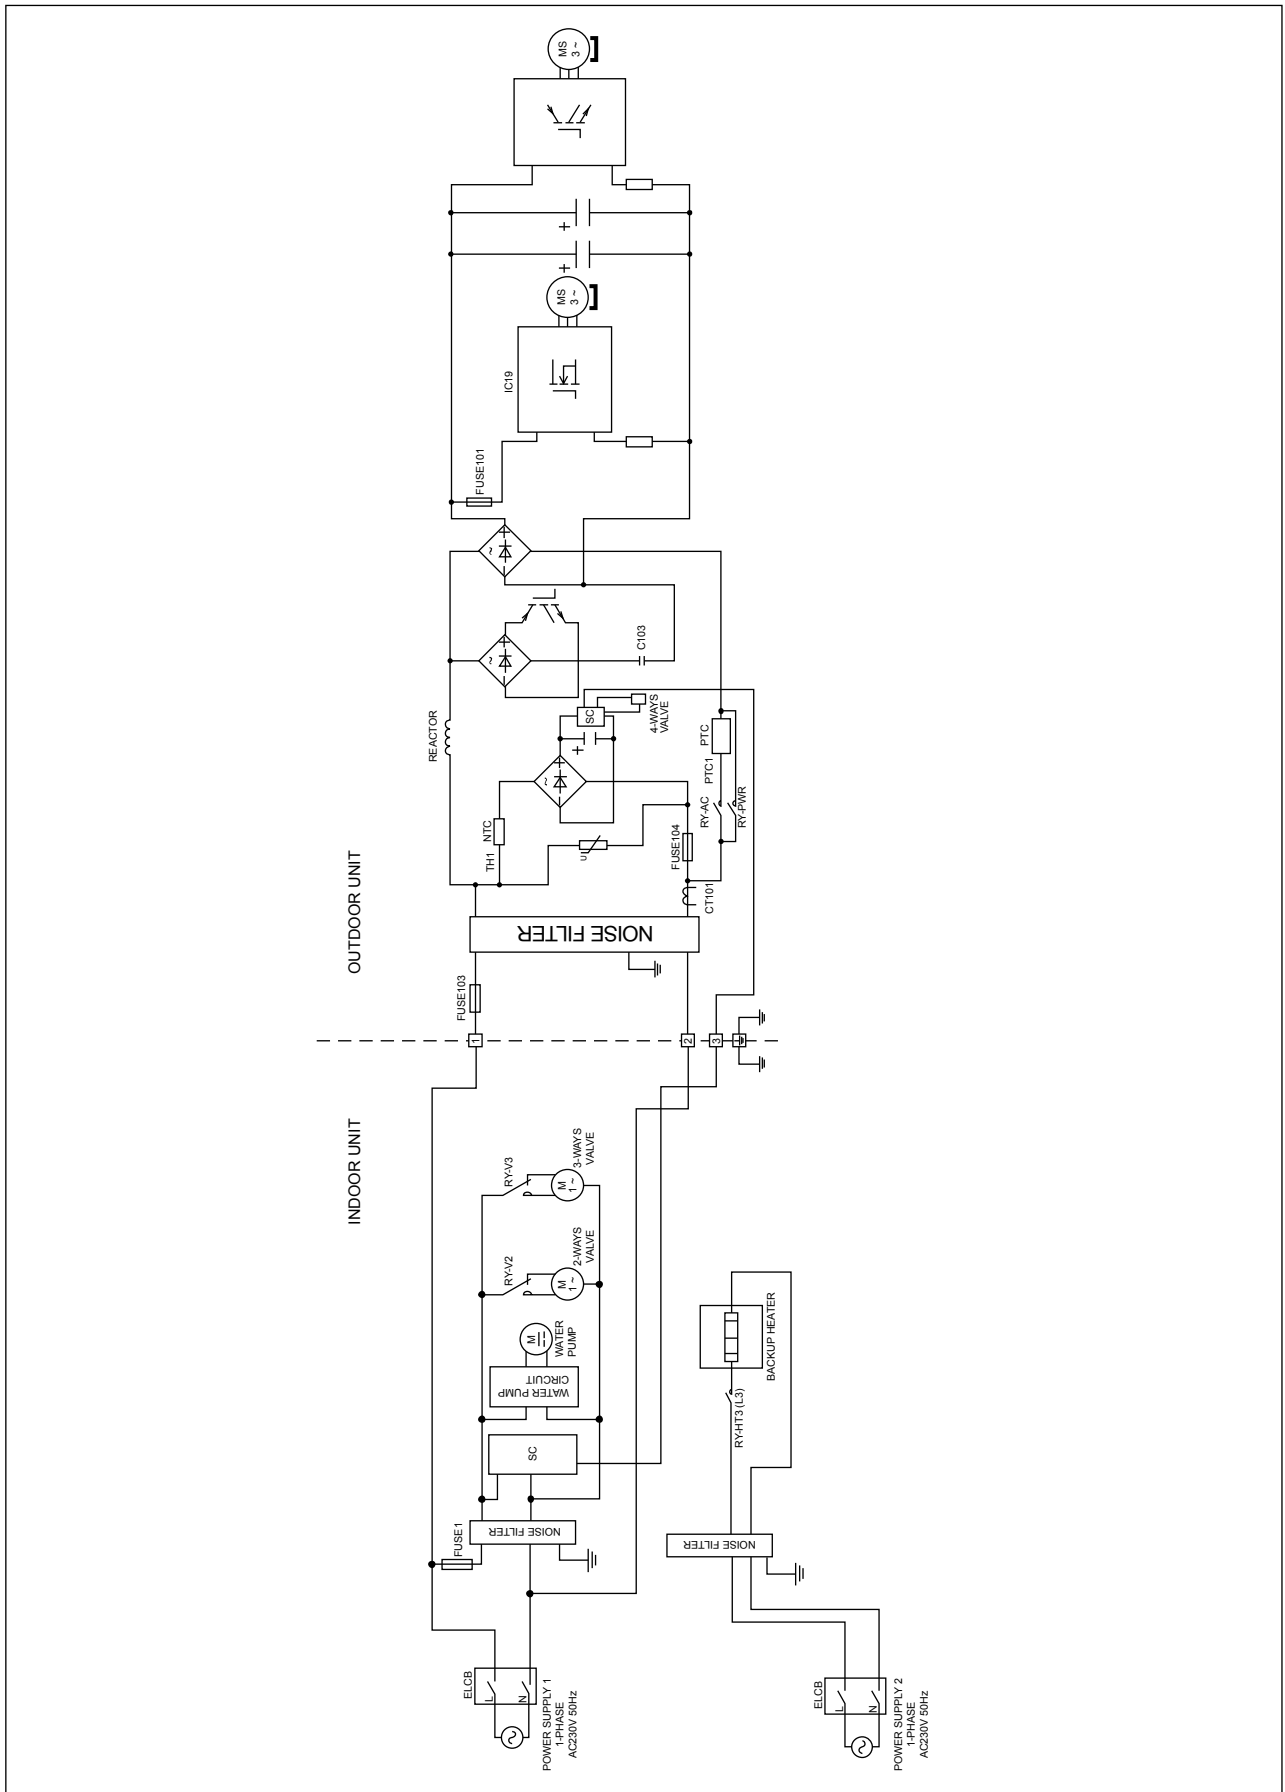 MS
3 ~
MS
3 ~
IC19
FUSE101
C103
REACTOR
SC
4-WAYS
VALVE
PTC
PTC1
RY-AC
RY-PWR
NTC
TH1
U
FUSE104
CT101
OUTDOOR UNIT
NOISE FILTER
FUSE103
1
2
3
INDOOR UNIT
RY-V3
M
1 ~
3-WAYS
VALVE
RY-V2
M
1 ~
2-WAYS
VALVE
M
WATER
PUMP
WATER PUMP
CIRCUIT
SC
NOISE FILTER
FUSE1
BACKUP HEATER
RY-HT3 (L3)
NOISE FILTER
ELCB
L
N
POWER SUPPLY 1
1-PHASE
AC230V 50Hz
ELCB
L
N
POWER SUPPLY 2
1-PHASE
AC230V 50Hz